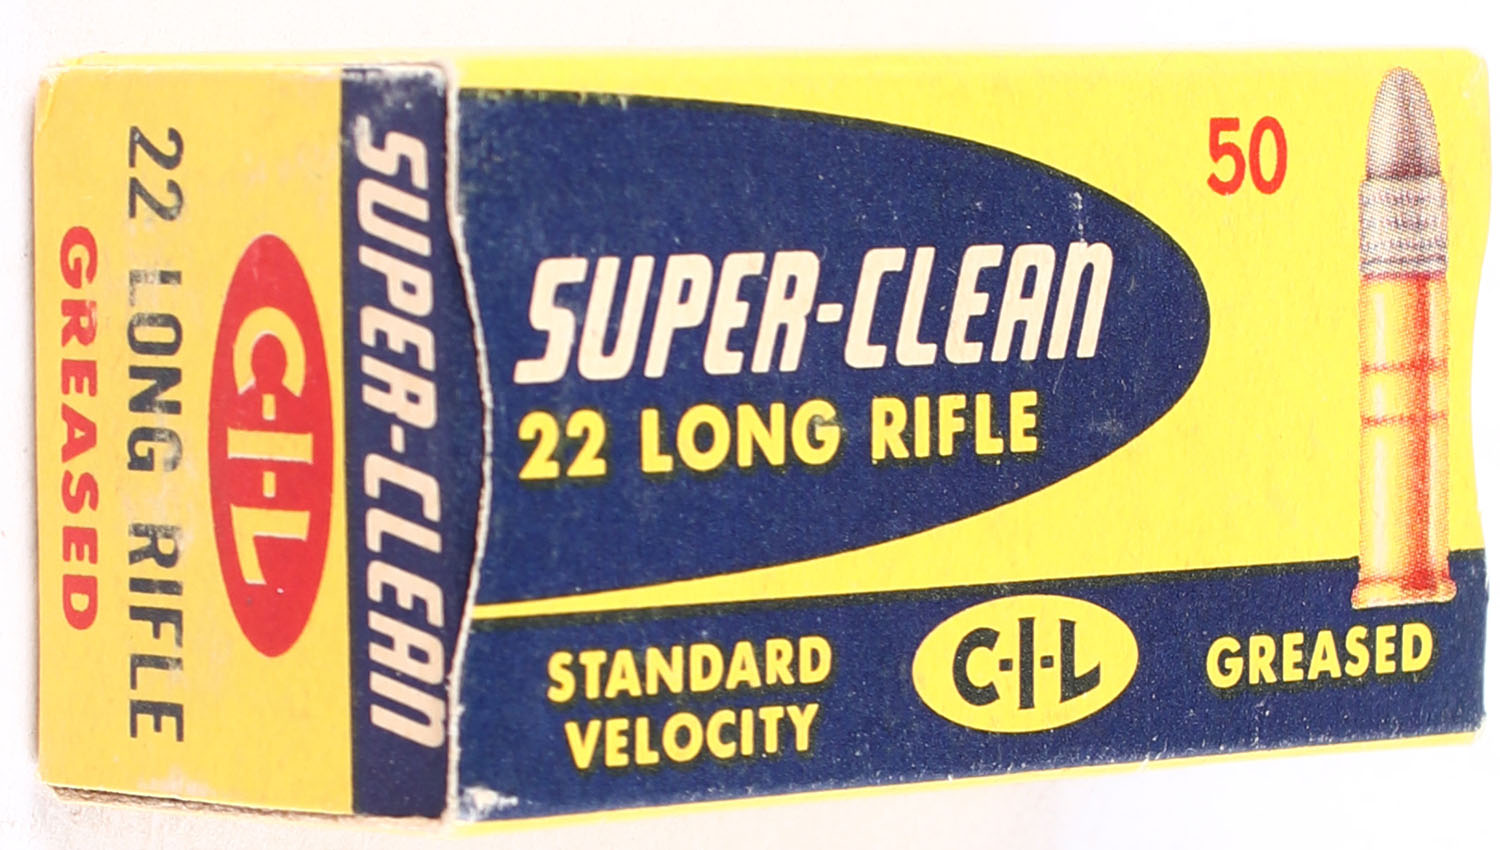 50
SUPER-CLEAN
22 LONG RIFLE
STANDARD
VELOCITY
C-I-L
GREASED
SUPER-CLEAN
C-I-L
22 LONG RIFLE
GREASED